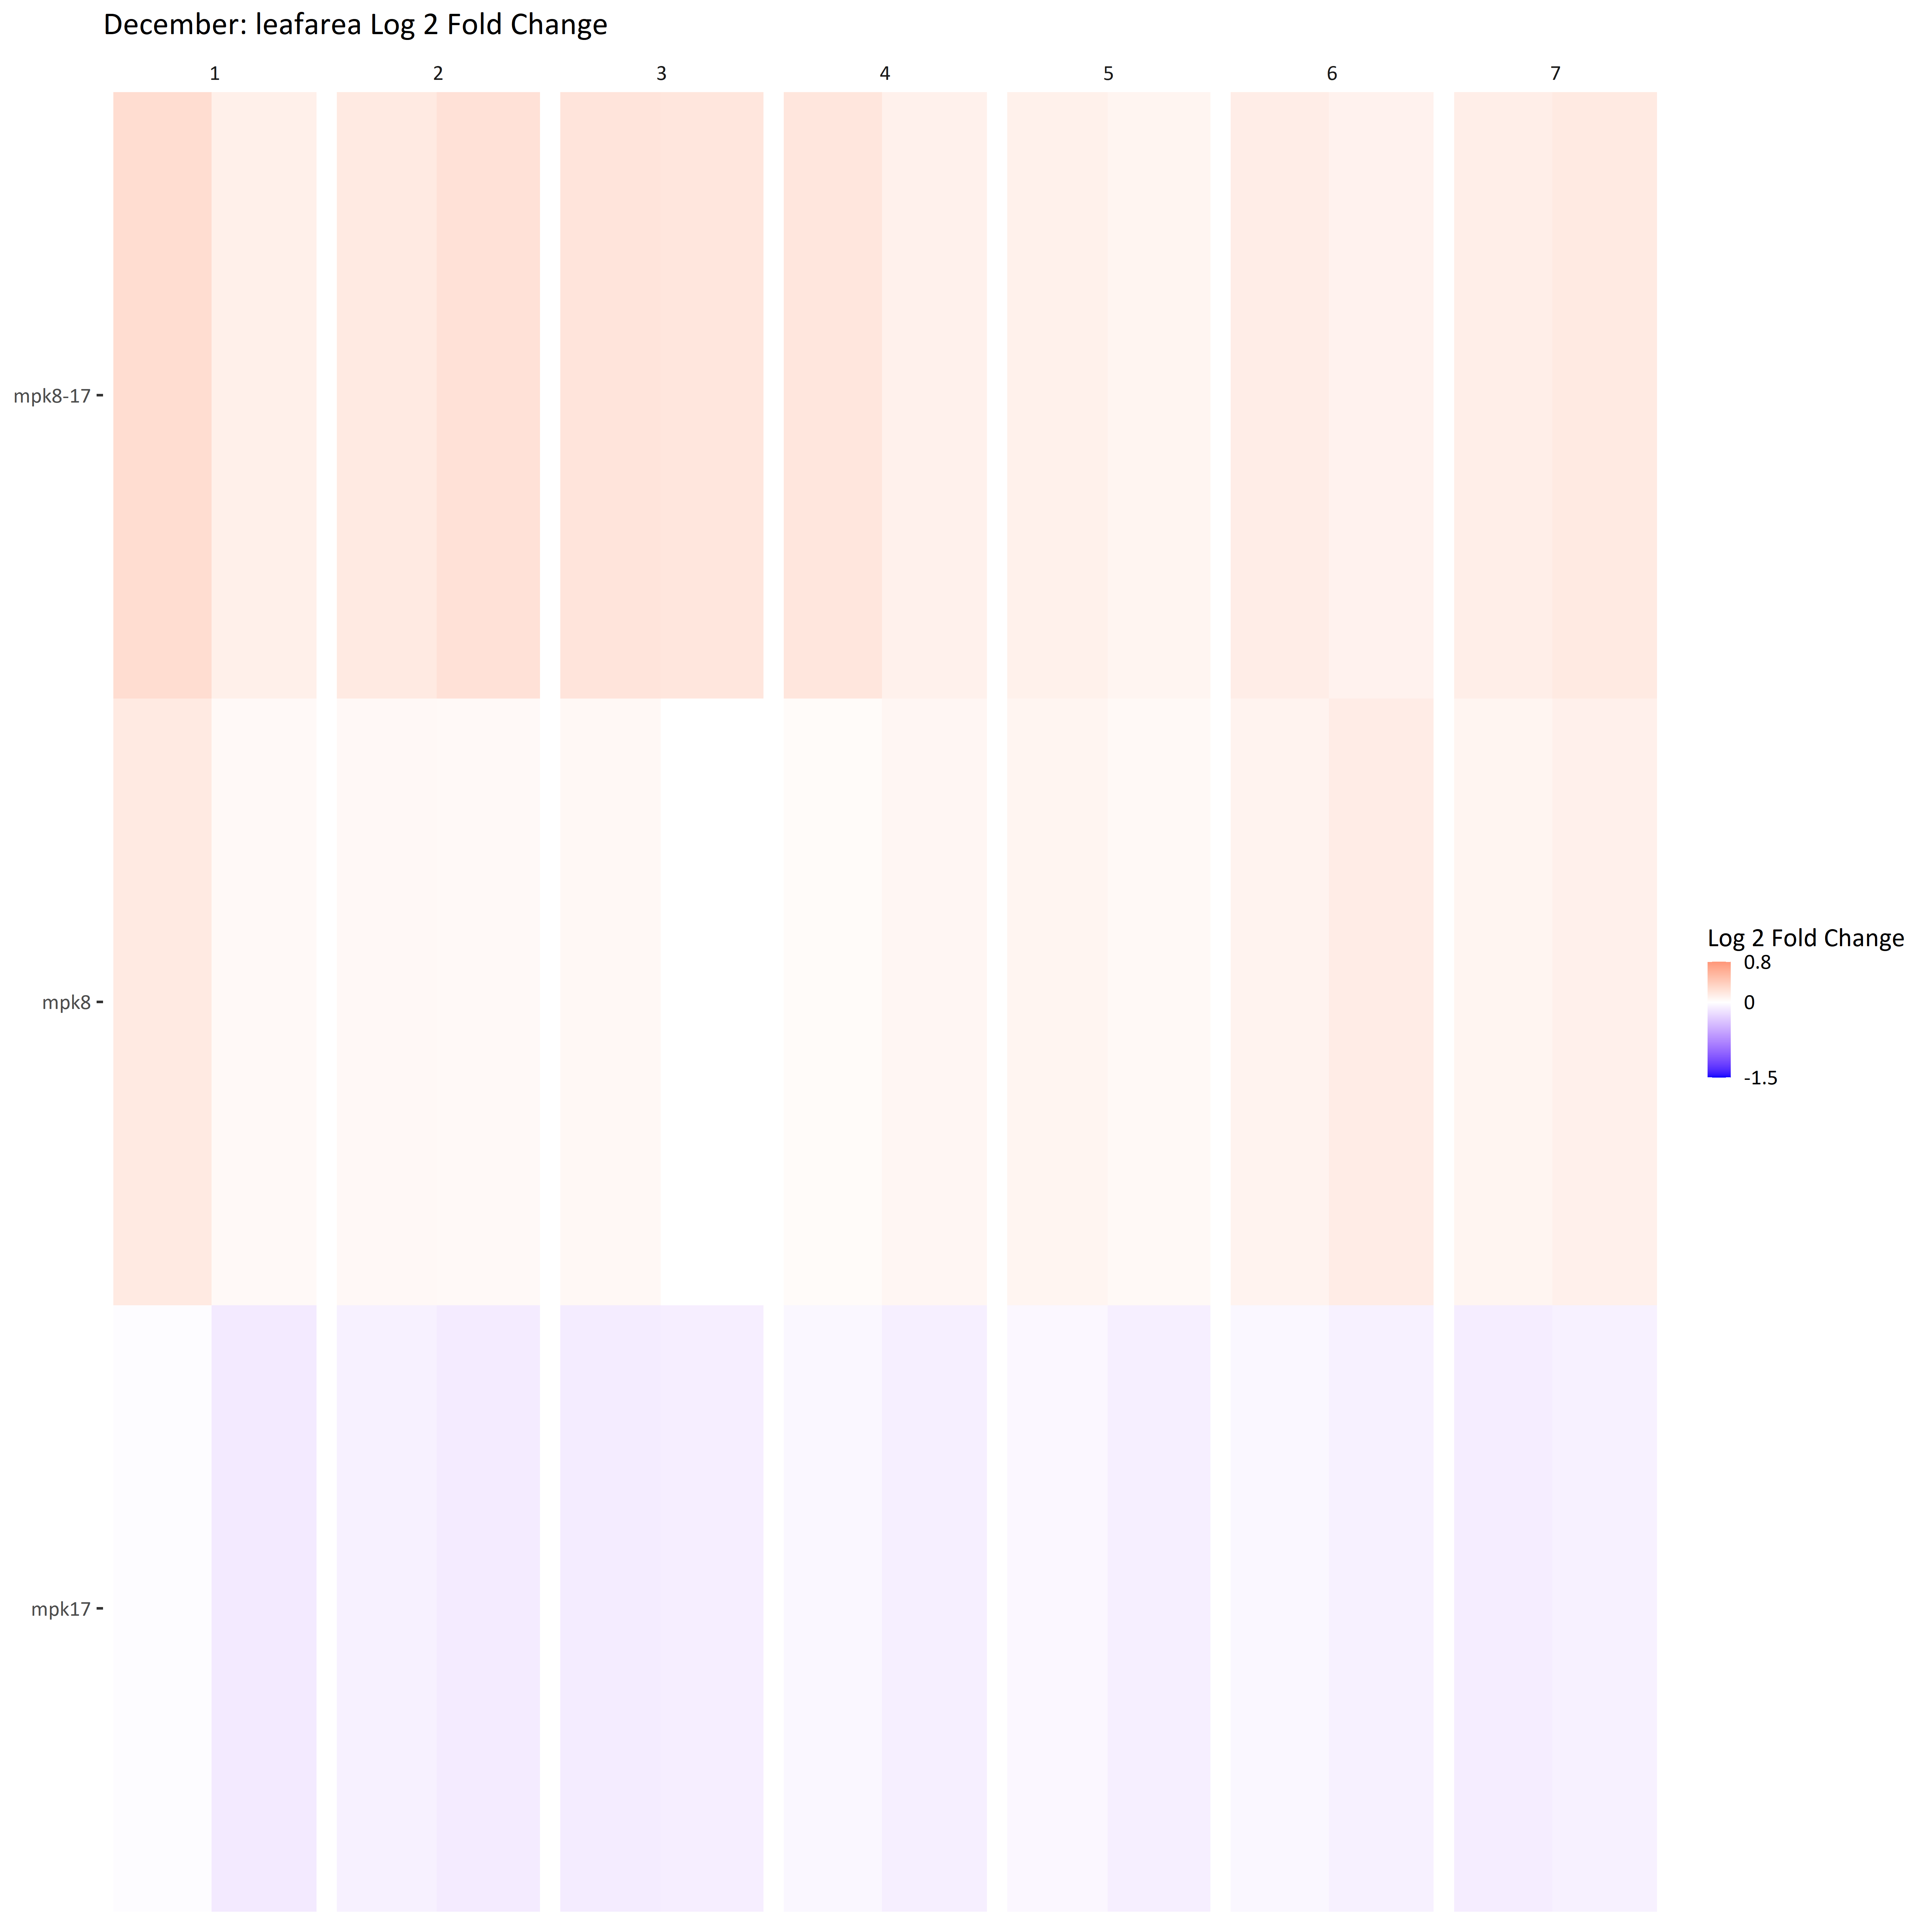 December: leafarea Log 2 Fold Change
1 2 3 4 5 6 7
mpk8-17
mpk8
mpk17
Log 2 Fold Change
0.8
0
-1.5